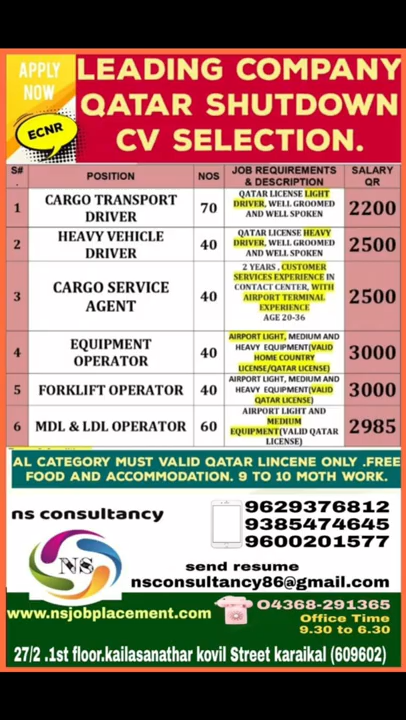 APPLY
NOW
ECNR
LEADING COMPANY
QATAR SHUTDOWN
CV SELECTION.
S#
.
POSITION
NOS
JOB REQUIREMENTS
& DESCRIPTION
SALARY
QR
1
CARGO TRANSPORT
DRIVER
70
QATAR LICENSE LIGHT
DRIVER, WELL GROOMED
AND WELL SPOKEN
2200
2
HEAVY VEHICLE
DRIVER
40
QATAR LICENSE HEAVY
DRIVER, WELL GROOMED
AND WELL SPOKEN
2500
3
CARGO SERVICE
AGENT
40
2 YEARS , CUSTOMER
SERVICES EXPERIENCE IN
CONTACT CENTER, WITH
AIRPORT TERMINAL
EXPERIENCE
AGE 20-36
2500
4
EQUIPMENT
OPERATOR
40
AIRPORT LIGHT, MEDIUM AND
HEAVY EQUIPMENT(VALID
HOME COUNTRY
LICENSE/QATAR LICENSE)
3000
5
FORKLIFT OPERATOR
40
AIRPORT LIGHT, MEDIUM AND
HEAVY EQUIPMENT(VALID
QATAR LICENSE)
3000
6
MDL & LDL OPERATOR
60
AIRPORT LIGHT AND
MEDIUM
EQUIPMENT(VALID QATAR
LICENSE)
2985
AL CATEGORY MUST VALID QATAR LINCENE ONLY .FREE
FOOD AND ACCOMMODATION. 9 TO 10 MOTH WORK.
ns consultancy
NS
9629376812
9385474645
9600201577
send resume
nsconsultancy86@gmail.com
www.nsjobplacement.com
04368-291365
Office Time
9.30 to 6.30
27/2 .1st floor.kailasanathar kovil Street karaikal (609602)